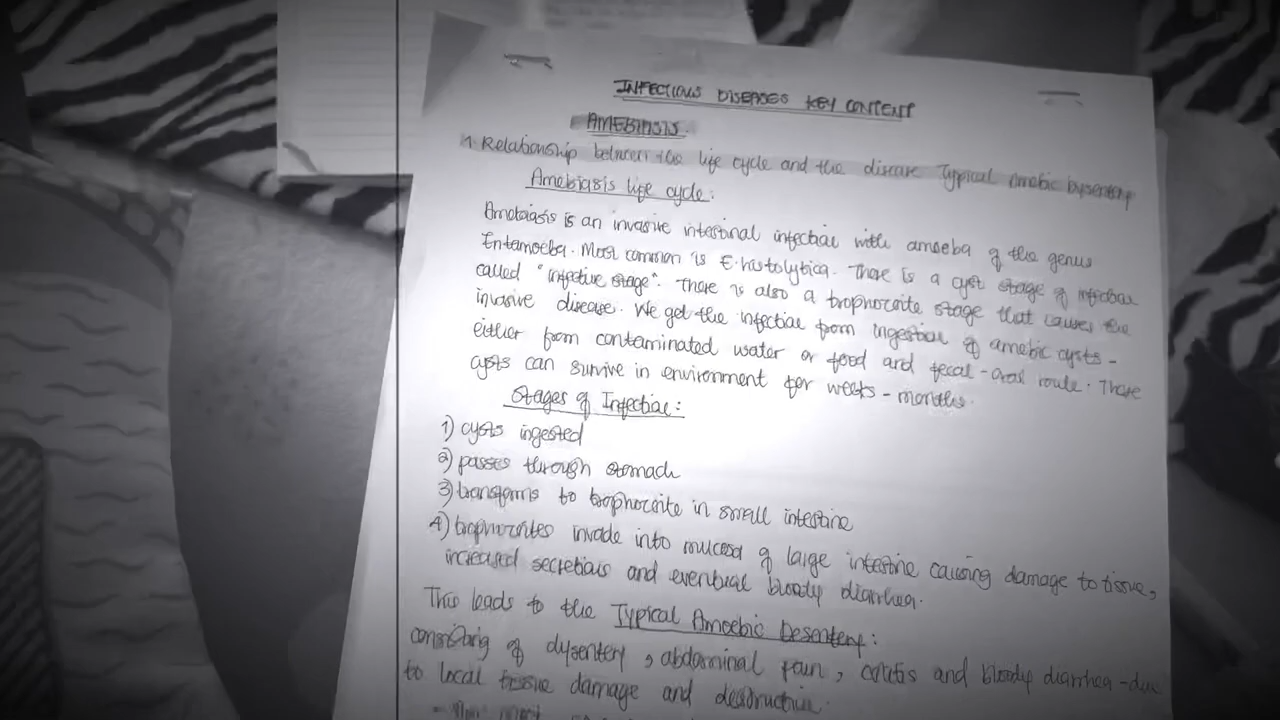 INFECTIOUS DISEASES KEY CONTENT
AMEBIASIS.
1. Relationship between the life cycle and the disease Typical Amebic Dysentery
Amebiasis life cycle:
Amebiasis is an invasive intestinal infection with amoeba of the genus
Entamoeba. Most common is E. histolytica. There is a cyst stage of
called "infective stage". There is also a trophozoite stage that causes the
invasive disease. We get the infection from ingestion of amebic cysts -
either from contaminated water or food and fecal-oral route. There
cysts can survive in environment for weeks - months.
Stages of Infection:
1) cysts ingested
2) passes through stomach
3) transforms to trophozoite in small intestine
4) trophozoites invade into mucosa of large intestine causing damage to tissue,
increased secretions and eventual bloody diarrhea.
This leads to the Typical Amoebic Desentery:
consisting of dysentery, abdominal pain, colitis and bloody diarrhea - due
to local tissue damage and destruction.